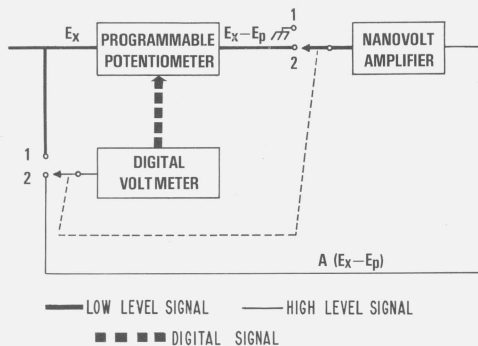 1
Ex
PROGRAMMABLE
POTENTIOMETER
Ex–Ep
2
NANOVOLT
AMPLIFIER
1
2
DIGITAL
VOLTMETER
A (Ex–Ep)
LOW LEVEL SIGNAL
HIGH LEVEL SIGNAL
DIGITAL SIGNAL